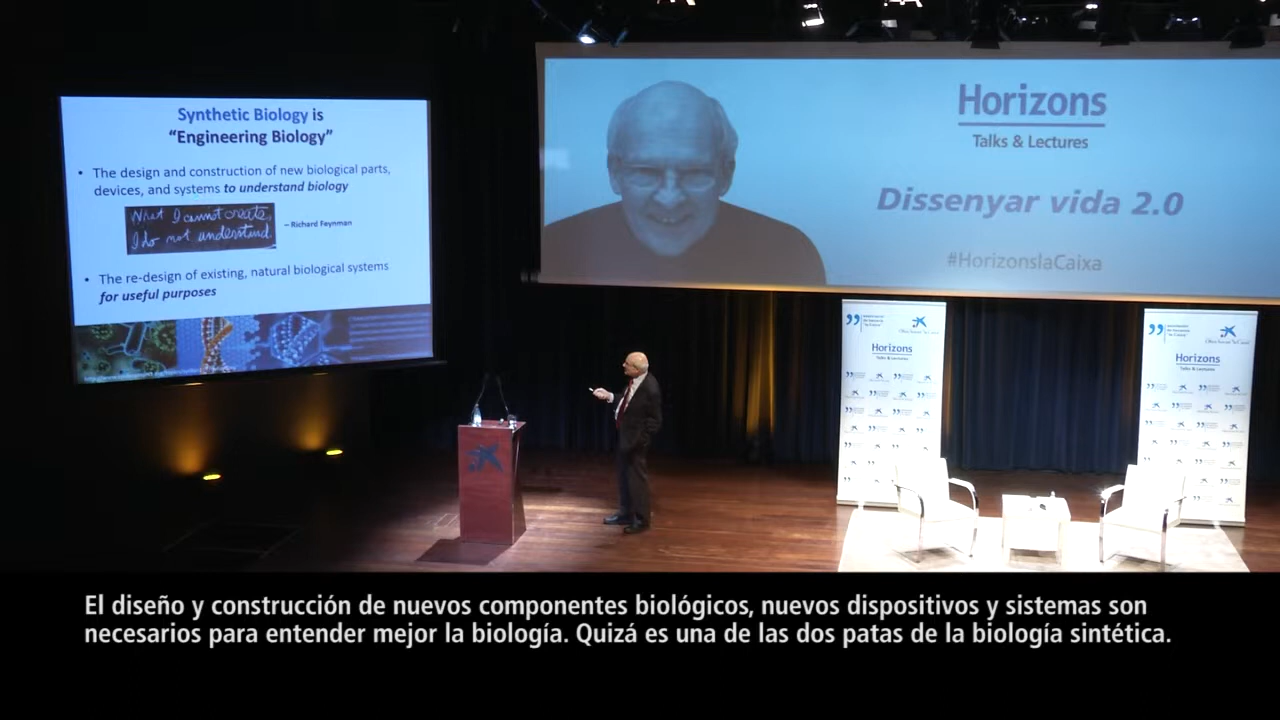 Synthetic Biology is
“Engineering Biology”
• The design and construction of new biological parts,
devices, and systems to understand biology
What I cannot create,
I do not understand.
– Richard Feynman
• The re-design of existing, natural biological systems
for useful purposes
Horizons
Talks & Lectures
Dissenyar vida 2.0
#HorizonslaCaixa
Horizons
Talks & Lectures
Horizons
Talks & Lectures
El diseño y construcción de nuevos componentes biológicos, nuevos dispositivos y sistemas son
necesarios para entender mejor la biología. Quizá es una de las dos patas de la biología sintética.